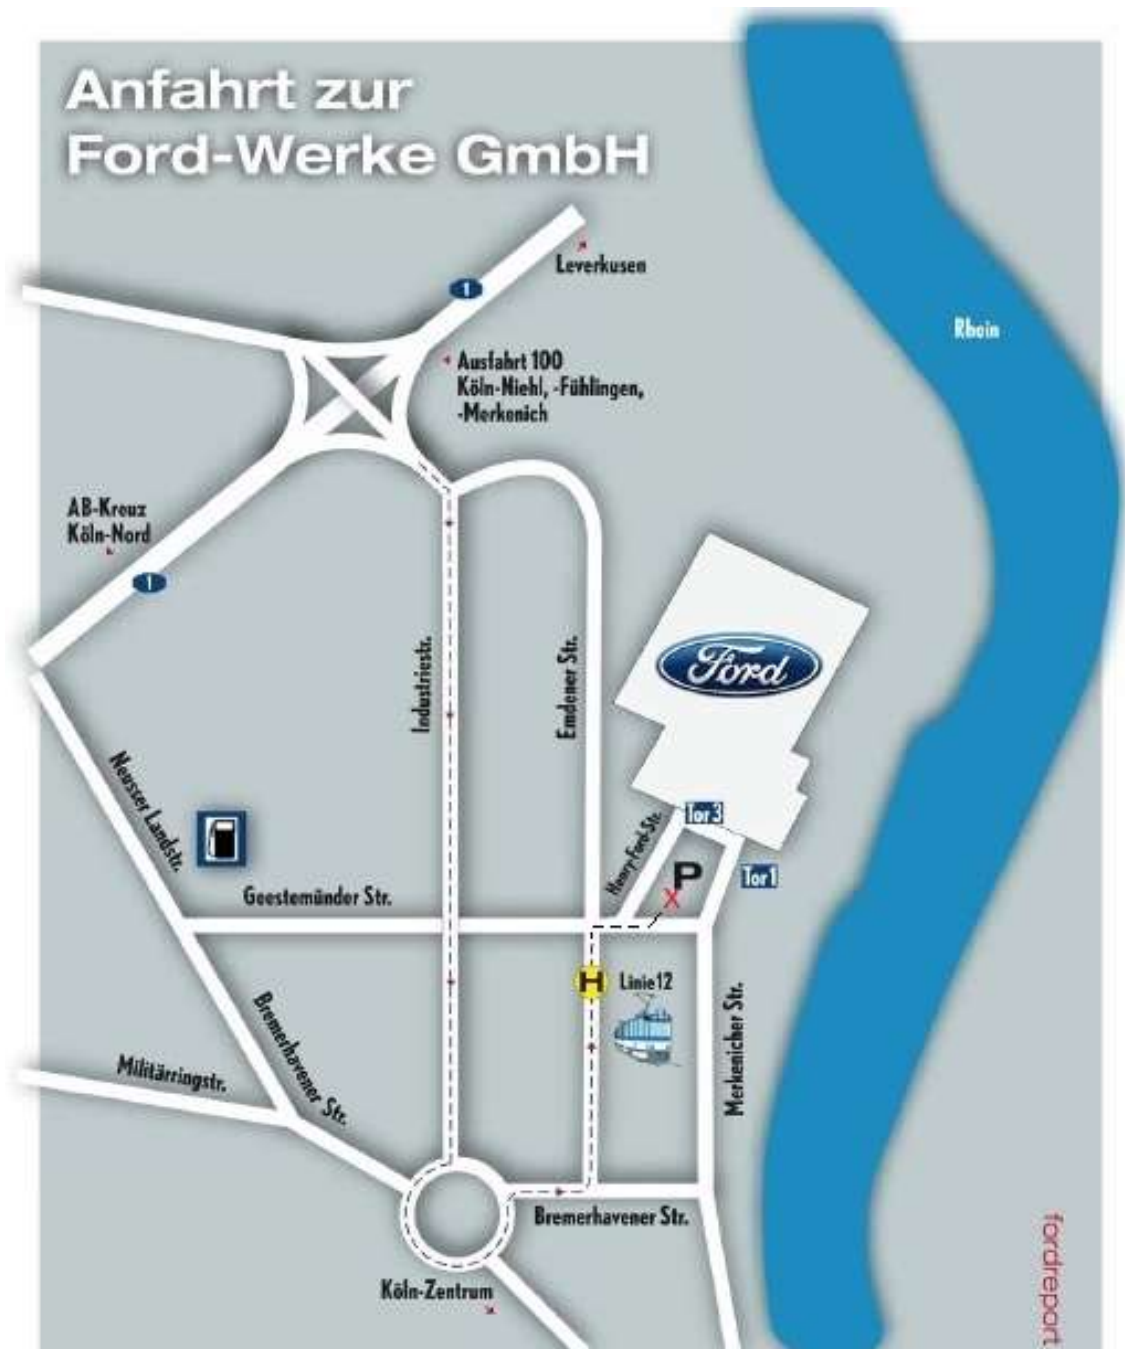 Anfahrt zur
Ford-Werke GmbH
Leverkusen
1
Rhein
Ausfahrt 100
Köln-Niehl, -Fühlingen,
-Merkenich
AB-Kreuz
Köln-Nord
1
Industriestr.
Emdener Str.
Ford
Neusser Landstr.
Henry-Ford-Str.
Tor 3
P
X
Tor 1
Geestemünder Str.
H
Linie 12
Bremerhavener Str.
Merkenicher Str.
Militärringstr.
Bremerhavener Str.
Köln-Zentrum
fordreport